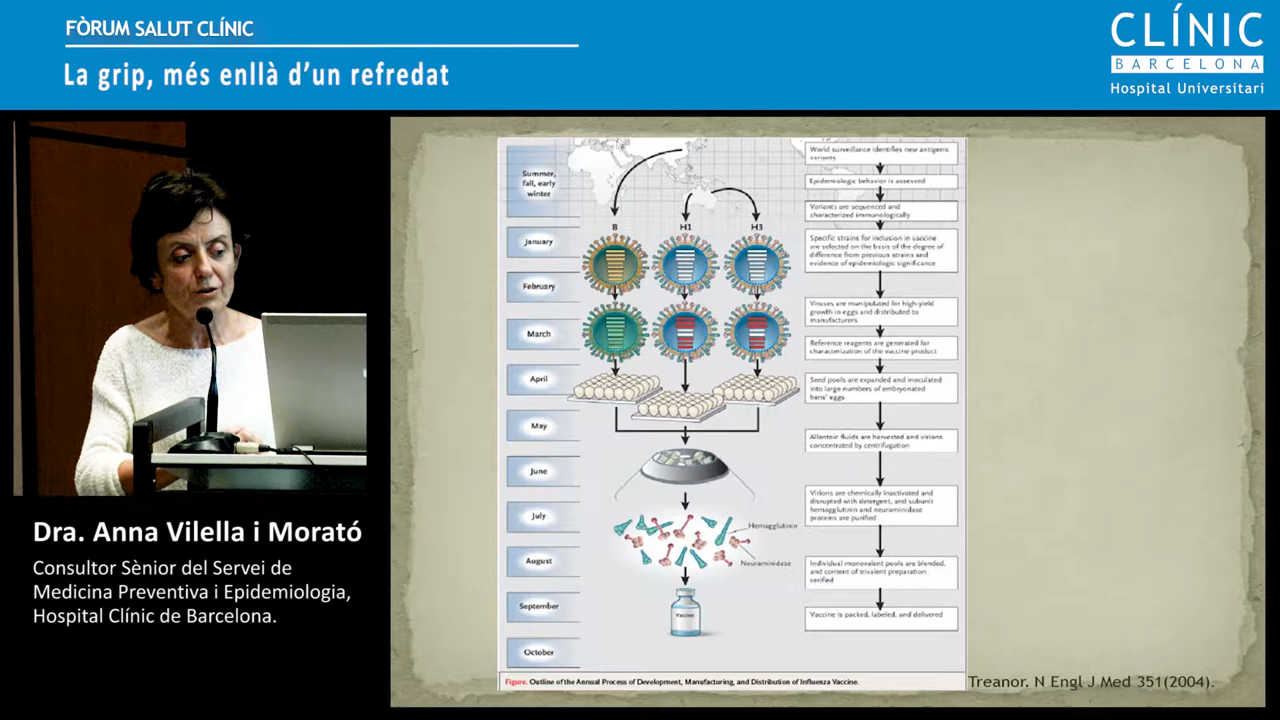 FÒRUM SALUT CLÍNIC
La grip, més enllà d'un refredat
CLÍNIC
BARCELONA
Hospital Universitari
Summer,
fall, early
winter
January
February
March
April
May
June
July
August
September
October
B
H1
H3
Hemagglutinin
Neuraminidase
Vaccine
World surveillance identifies new antigenic
variants
Epidemiologic behavior is assessed
Variants are sequenced and
characterized immunologically
Specific strains for inclusion in vaccine
are selected on the basis of the degree of
difference from previous strains and
evidence of epidemiologic significance
Viruses are manipulated for high-yield
growth in eggs and distributed to
manufacturers
Reference reagents are generated for
characterization of the vaccine product
Seed pools are expanded and inoculated
into large numbers of embryonated
hens' eggs
Allantoic fluids are harvested and virions
concentrated by centrifugation
Virions are chemically inactivated and
disrupted with detergent, and subunit
hemagglutinin and neuraminidase
proteins are purified
Individual monovalent pools are blended,
and content of trivalent preparation
verified
Vaccine is packed, labeled, and delivered
Figure. Outline of the Annual Process of Development, Manufacturing, and Distribution of Influenza Vaccine.
Treanor. N Engl J Med 351(2004).
Dra. Anna Vilella i Morató
Consultor Sènior del Servei de
Medicina Preventiva i Epidemiologia,
Hospital Clínic de Barcelona.